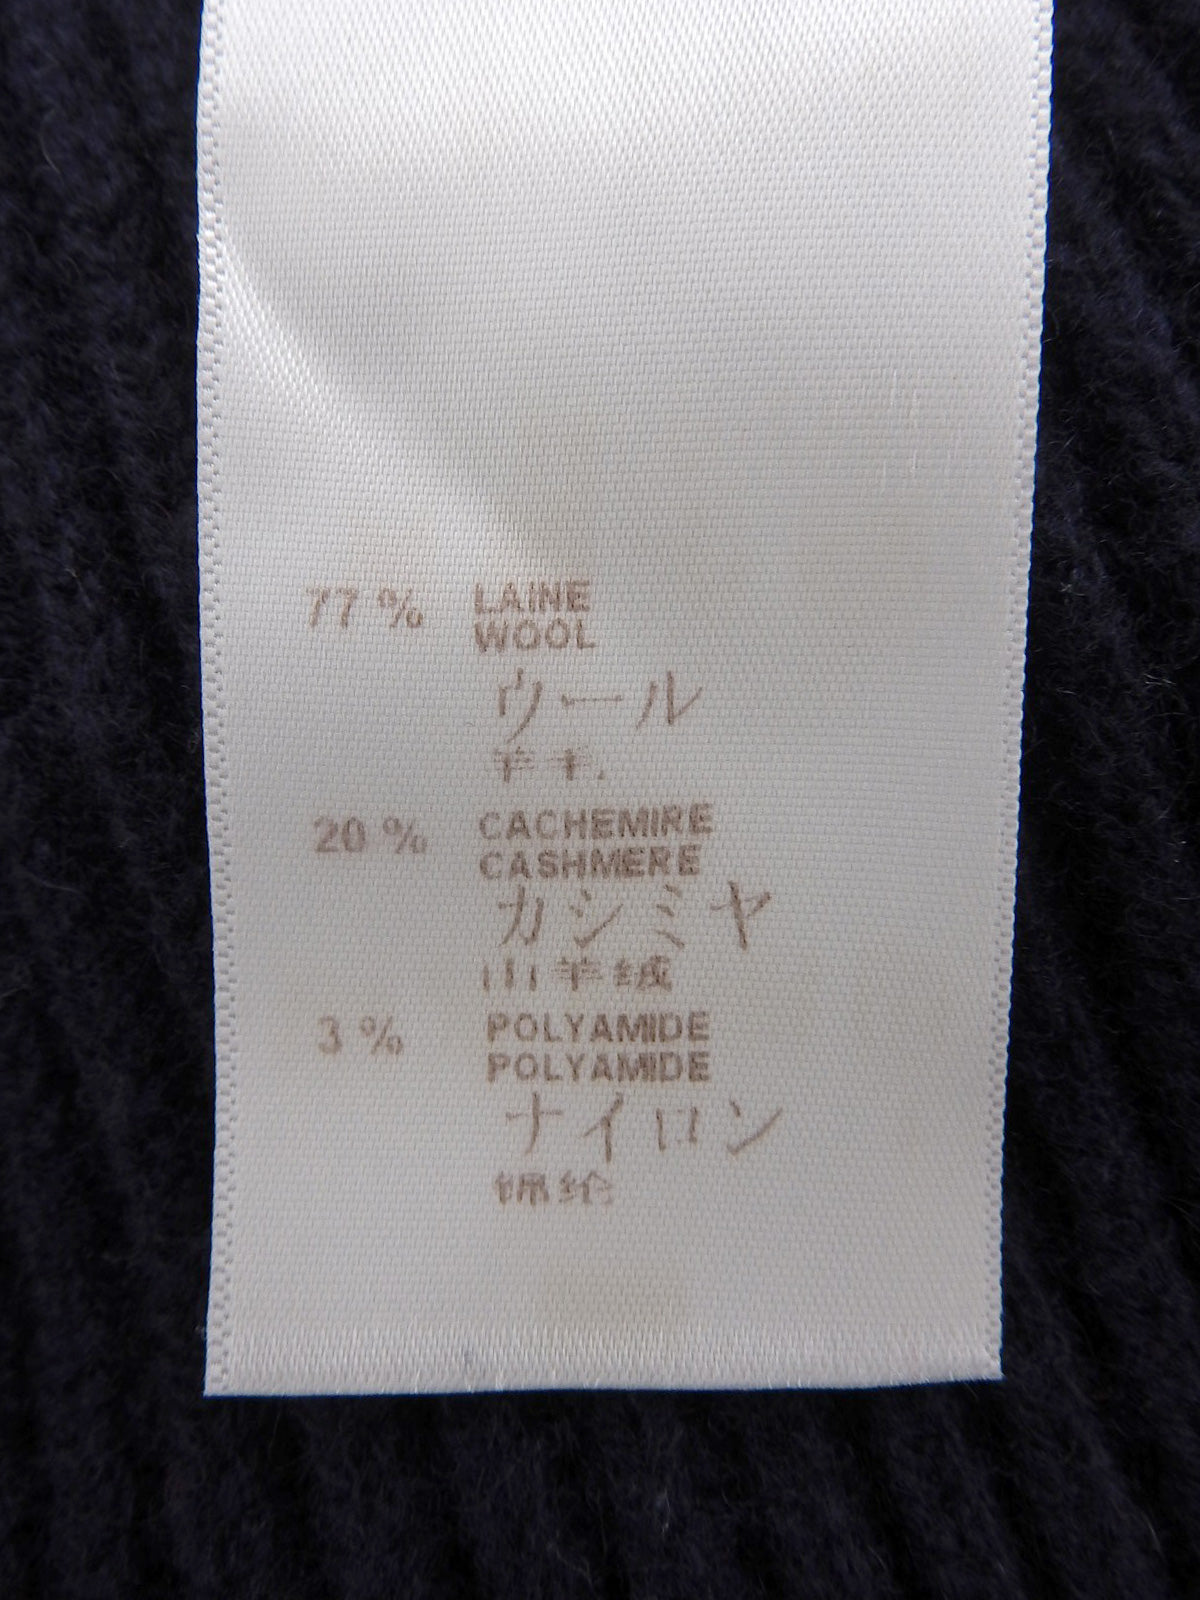 77 % LAINE
WOOL
ウール
羊毛
20 % CACHEMIRE
CASHMERE
カシミヤ
山羊绒
3 % POLYAMIDE
POLYAMIDE
ナイロン
锦纶